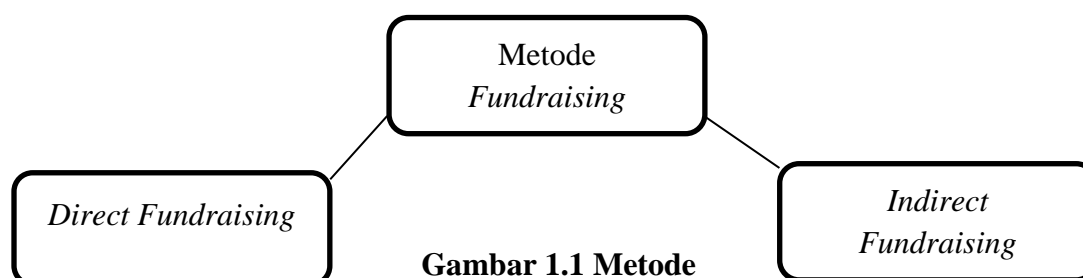 Metode
Fundraising
Direct Fundraising
Indirect
Fundraising
Gambar 1.1 Metode